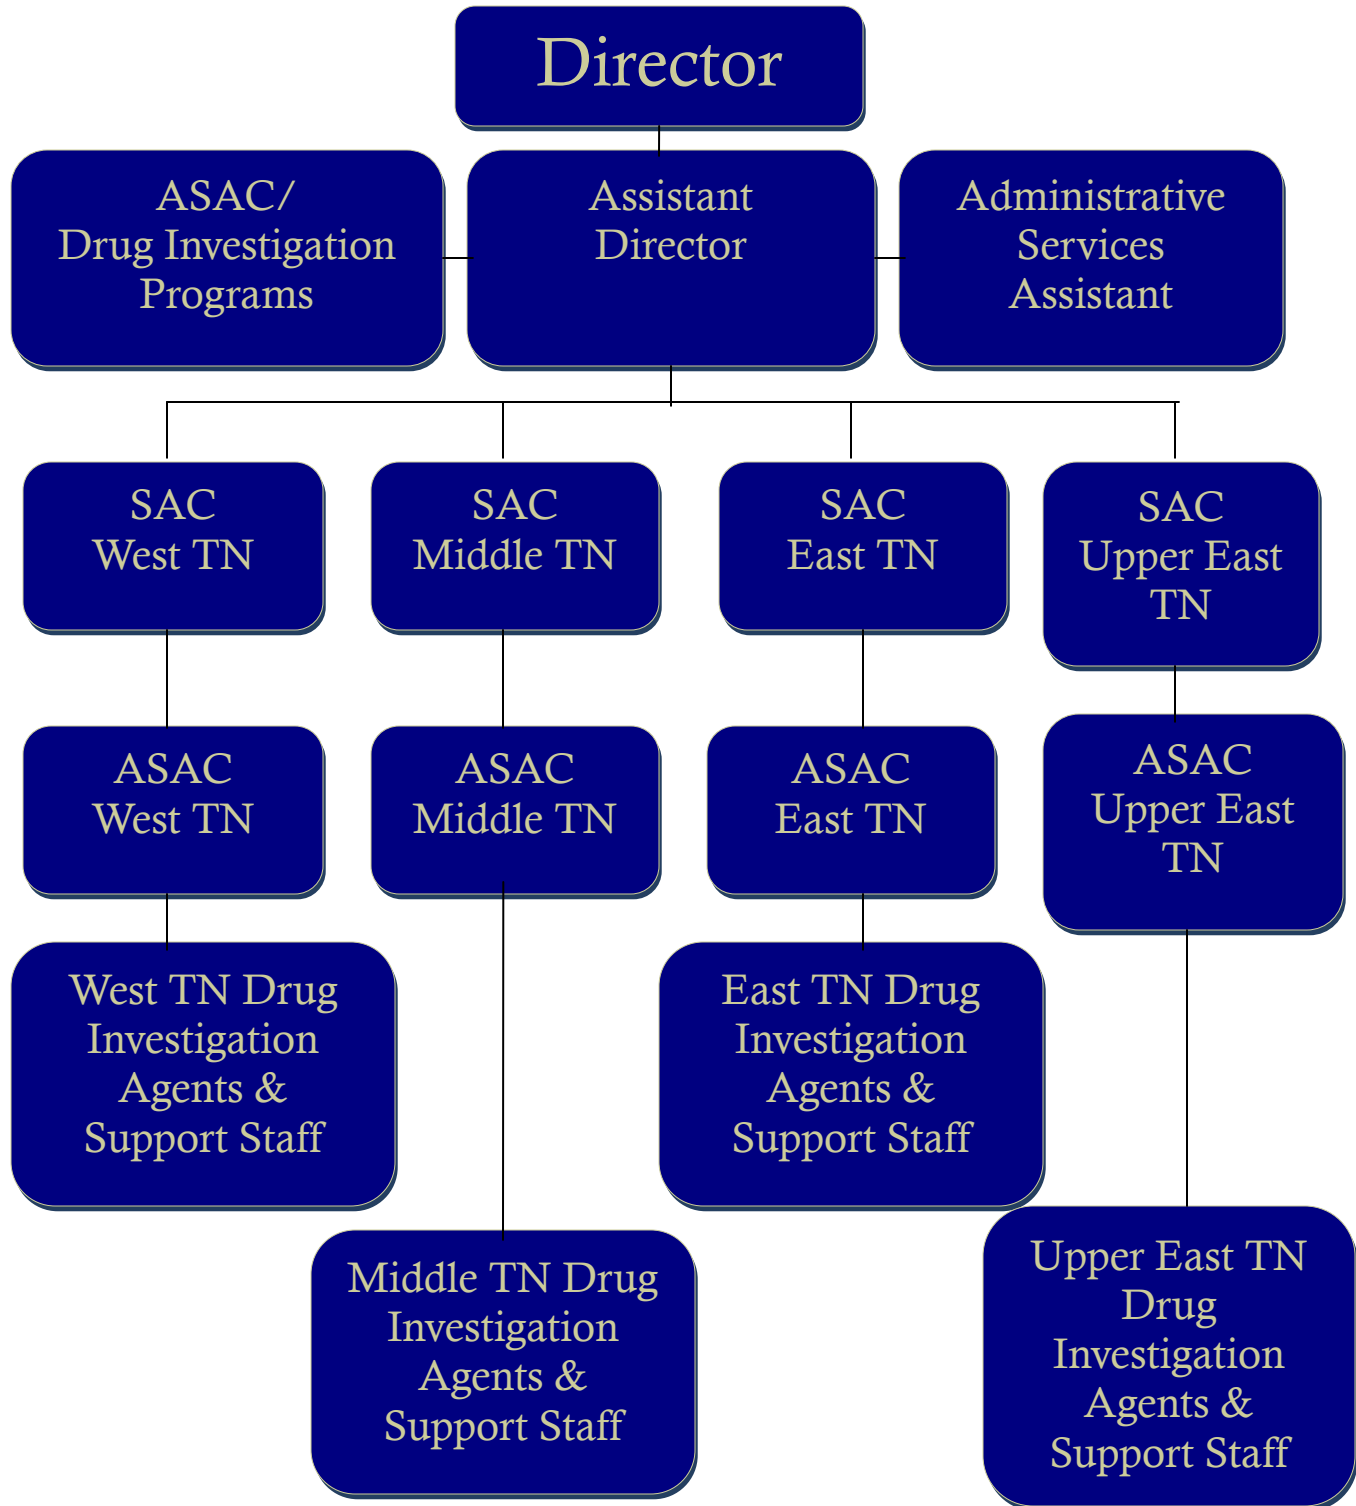 Director
ASAC/
Drug Investigation
Programs
Assistant
Director
Administrative
Services
Assistant
SAC
West TN
SAC
Middle TN
SAC
East TN
SAC
Upper East
TN
ASAC
West TN
ASAC
Middle TN
ASAC
East TN
ASAC
Upper East
TN
West TN Drug
Investigation
Agents &
Support Staff
East TN Drug
Investigation
Agents &
Support Staff
Middle TN Drug
Investigation
Agents &
Support Staff
Upper East TN
Drug
Investigation
Agents &
Support Staff